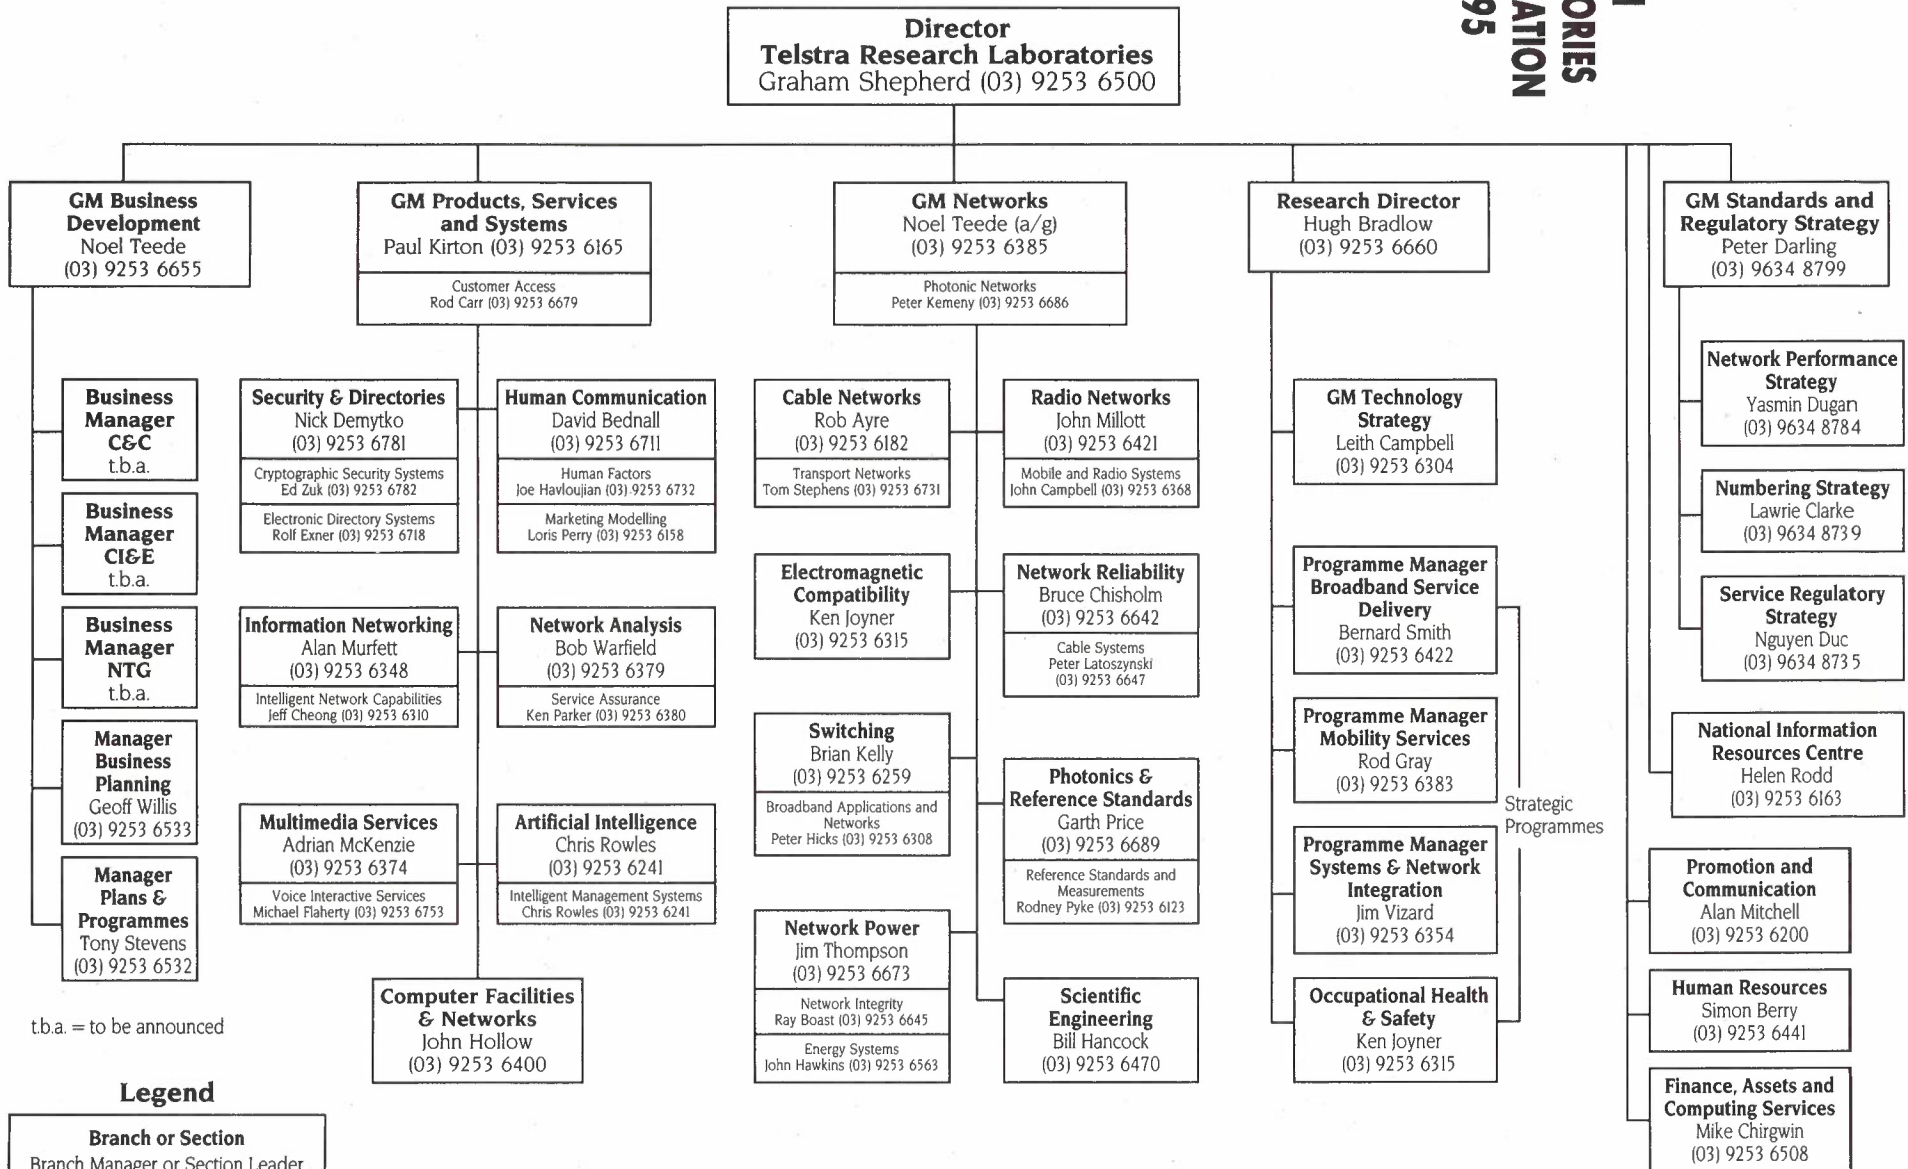 ORIES
ATION
95
Director
Telstra Research Laboratories
Graham Shepherd (03) 9253 6500
GM Business
Development
Noel Teede
(03) 9253 6655
Business
Manager
C&C
t.b.a.
Business
Manager
CI&E
t.b.a.
Business
Manager
NTG
t.b.a.
Manager
Business
Planning
Geoff Willis
(03) 9253 6533
Manager
Plans &
Programmes
Tony Stevens
(03) 9253 6532
GM Products, Services
and Systems
Paul Kirton (03) 9253 6165
Customer Access
Rod Carr (03) 9253 6679
Security & Directories
Nick Demytko
(03) 9253 6781
Cryptographic Security Systems
Ed Zuk (03) 9253 6782
Electronic Directory Systems
Rolf Exner (03) 9253 6718
Human Communication
David Bednall
(03) 9253 6711
Human Factors
Joe Havloujian (03) 9253 6732
Marketing Modelling
Loris Perry (03) 9253 6158
Information Networking
Alan Murfett
(03) 9253 6348
Intelligent Network Capabilities
Jeff Cheong (03) 9253 6310
Network Analysis
Bob Warfield
(03) 9253 6379
Service Assurance
Ken Parker (03) 9253 6380
Multimedia Services
Adrian McKenzie
(03) 9253 6374
Voice Interactive Services
Michael Flaherty (03) 9253 6753
Artificial Intelligence
Chris Rowles
(03) 9253 6241
Intelligent Management Systems
Chris Rowles (03) 9253 6241
Computer Facilities
& Networks
John Hollow
(03) 9253 6400
GM Networks
Noel Teede (a/g)
(03) 9253 6385
Photonic Networks
Peter Kemeny (03) 9253 6686
Cable Networks
Rob Ayre
(03) 9253 6182
Transport Networks
Tom Stephens (03) 9253 6731
Radio Networks
John Millott
(03) 9253 6421
Mobile and Radio Systems
John Campbell (03) 9253 6368
Electromagnetic
Compatibility
Ken Joyner
(03) 9253 6315
Network Reliability
Bruce Chisholm
(03) 9253 6642
Cable Systems
Peter Latoszynski
(03) 9253 6647
Switching
Brian Kelly
(03) 9253 6259
Broadband Applications and
Networks
Peter Hicks (03) 9253 6308
Photonics &
Reference Standards
Garth Price
(03) 9253 6689
Reference Standards and
Measurements
Rodney Pyke (03) 9253 6123
Network Power
Jim Thompson
(03) 9253 6673
Network Integrity
Ray Boast (03) 9253 6645
Energy Systems
John Hawkins (03) 9253 6563
Scientific
Engineering
Bill Hancock
(03) 9253 6470
Research Director
Hugh Bradlow
(03) 9253 6660
GM Technology
Strategy
Leith Campbell
(03) 9253 6304
Programme Manager
Broadband Service
Delivery
Bernard Smith
(03) 9253 6422
Programme Manager
Mobility Services
Rod Gray
(03) 9253 6383
Programme Manager
Systems & Network
Integration
Jim Vizard
(03) 9253 6354
Occupational Health
& Safety
Ken Joyner
(03) 9253 6315
Strategic
Programmes
GM Standards and
Regulatory Strategy
Peter Darling
(03) 9634 8799
Network Performance
Strategy
Yasmin Dugan
(03) 9634 8784
Numbering Strategy
Lawrie Clarke
(03) 9634 8739
Service Regulatory
Strategy
Nguyen Duc
(03) 9634 8735
National Information
Resources Centre
Helen Rodd
(03) 9253 6163
Promotion and
Communication
Alan Mitchell
(03) 9253 6200
Human Resources
Simon Berry
(03) 9253 6441
Finance, Assets and
Computing Services
Mike Chirgwin
(03) 9253 6508
t.b.a. = to be announced
Legend
Branch or Section
Branch Manager or Section Leader